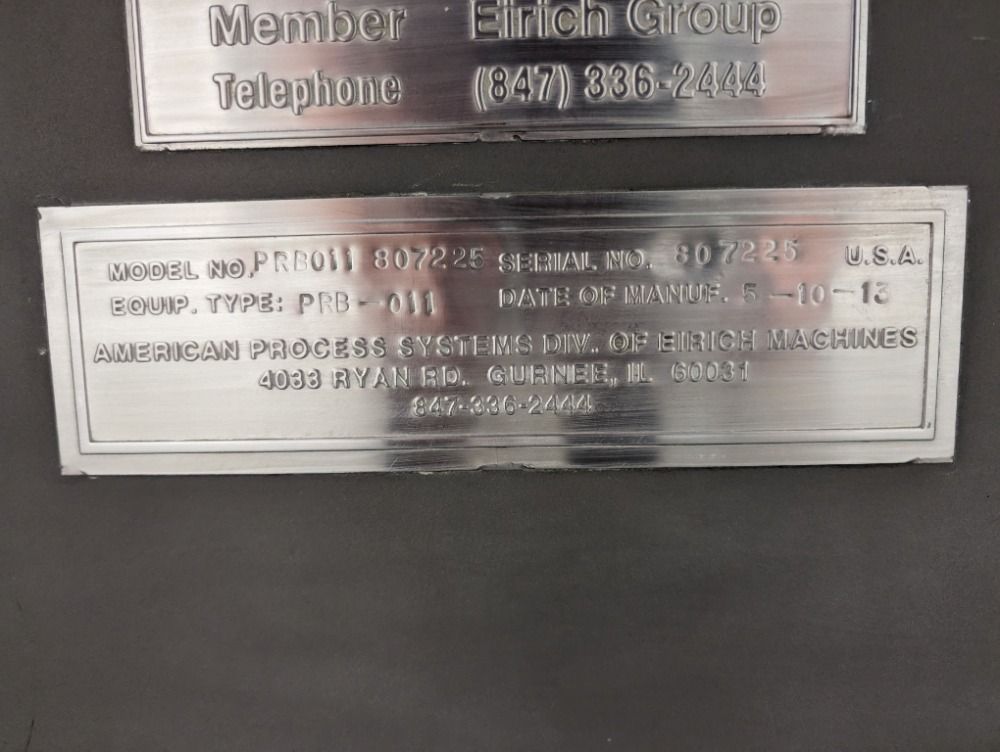 Member Eirich Group
Telephone (847) 336-2444
MODEL NO. PRB011 807225 SERIAL NO. 807225 U.S.A.
EQUIP. TYPE: PRB-011 DATE OF MANUF. 5-10-13
AMERICAN PROCESS SYSTEMS DIV. OF EIRICH MACHINES
4033 RYAN RD. GURNEE, IL 60031
847-336-2444